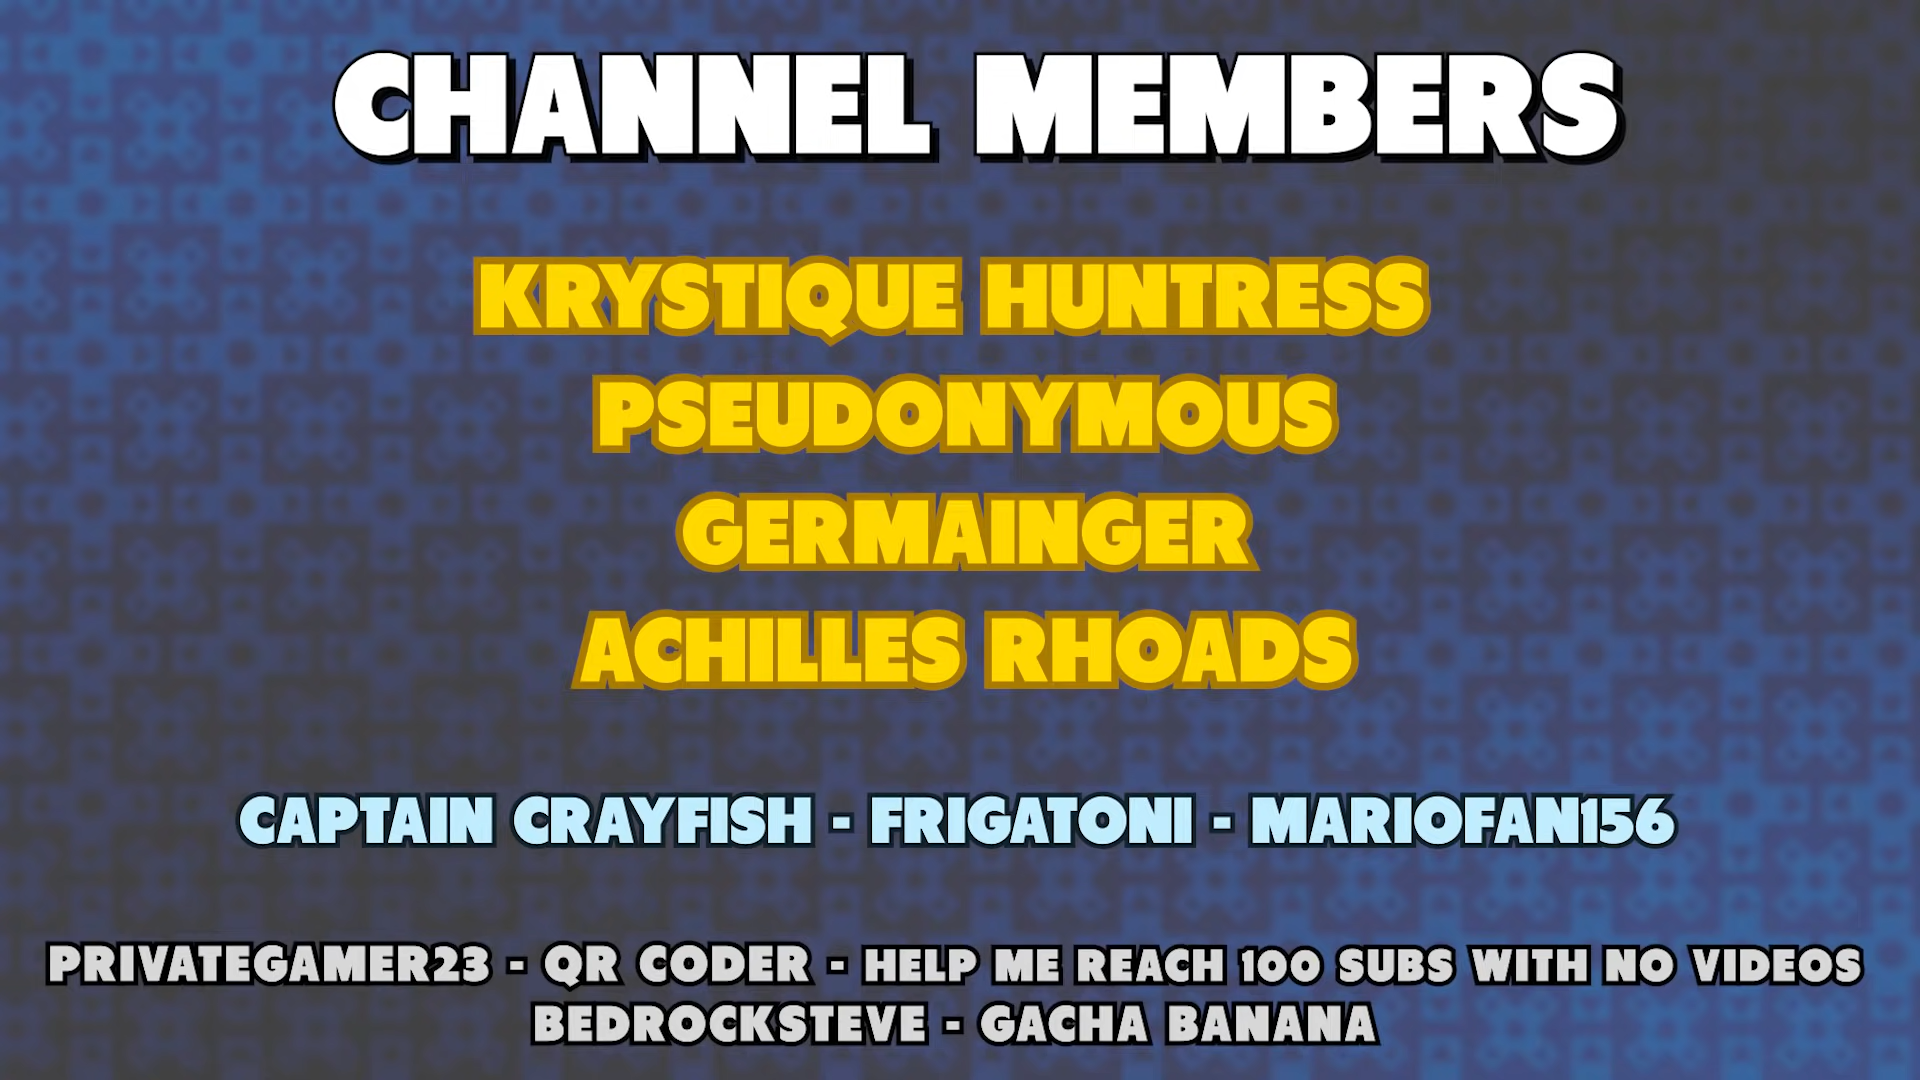 CHANNEL MEMBERS
KRYSTIQUE HUNTRESS
PSEUDONYMOUS
GERMAINGER
ACHILLES RHOADS
CAPTAIN CRAYFISH - FRIGATONI - MARIOFAN156
PRIVATEGAMER23 - QR CODER - HELP ME REACH 100 SUBS WITH NO VIDEOS
BEDROCKSTEVE - GACHA BANANA